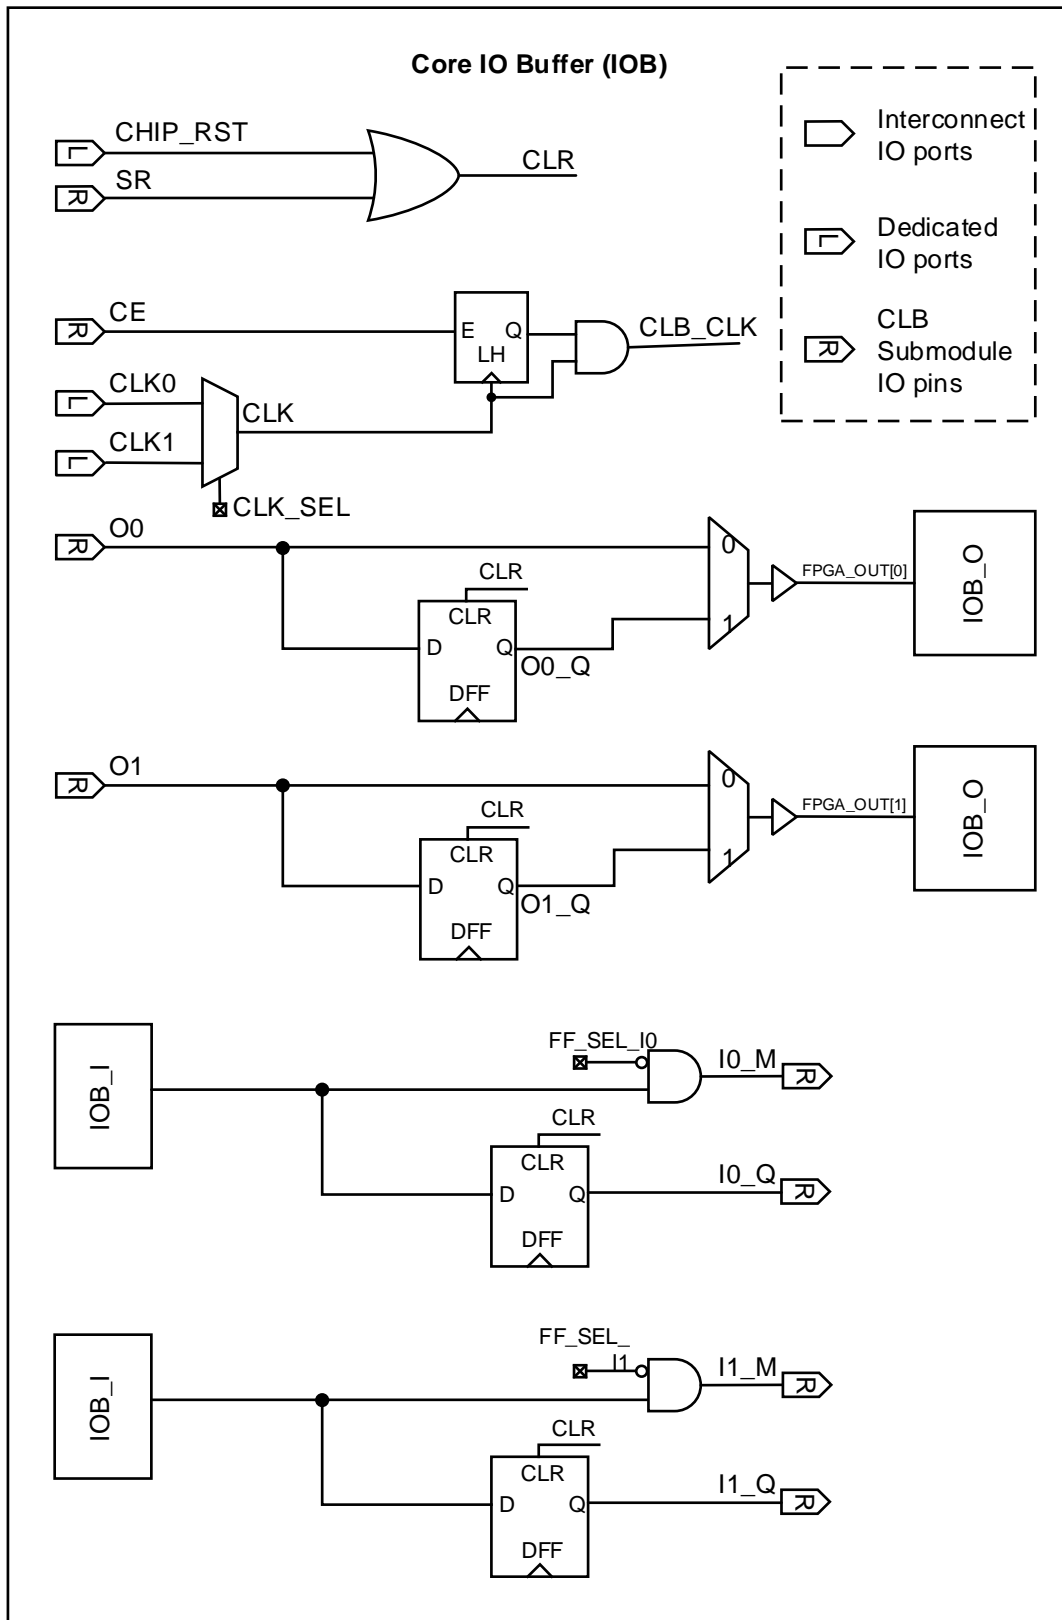 Core IO Buffer (IOB)
Interconnect
IO ports
L
Dedicated
IO ports
R
CLB
Submodule
IO pins
CHIP_RST
L
SR
R
CLR
CE
R
E
Q
LH
CLB_CLK
CLK0
L
CLK
CLK1
L
CLK_SEL
O0
R
0
1
FPGA_OUT[0]
IOB_O
CLR
CLR
D
Q
DFF
O0_Q
O1
R
0
1
FPGA_OUT[1]
IOB_O
CLR
CLR
D
Q
DFF
O1_Q
IOB_I
FF_SEL_I0
I0_M
R
CLR
CLR
D
Q
DFF
I0_Q
R
IOB_I
FF_SEL_
I1
I1_M
R
CLR
CLR
D
Q
DFF
I1_Q
R